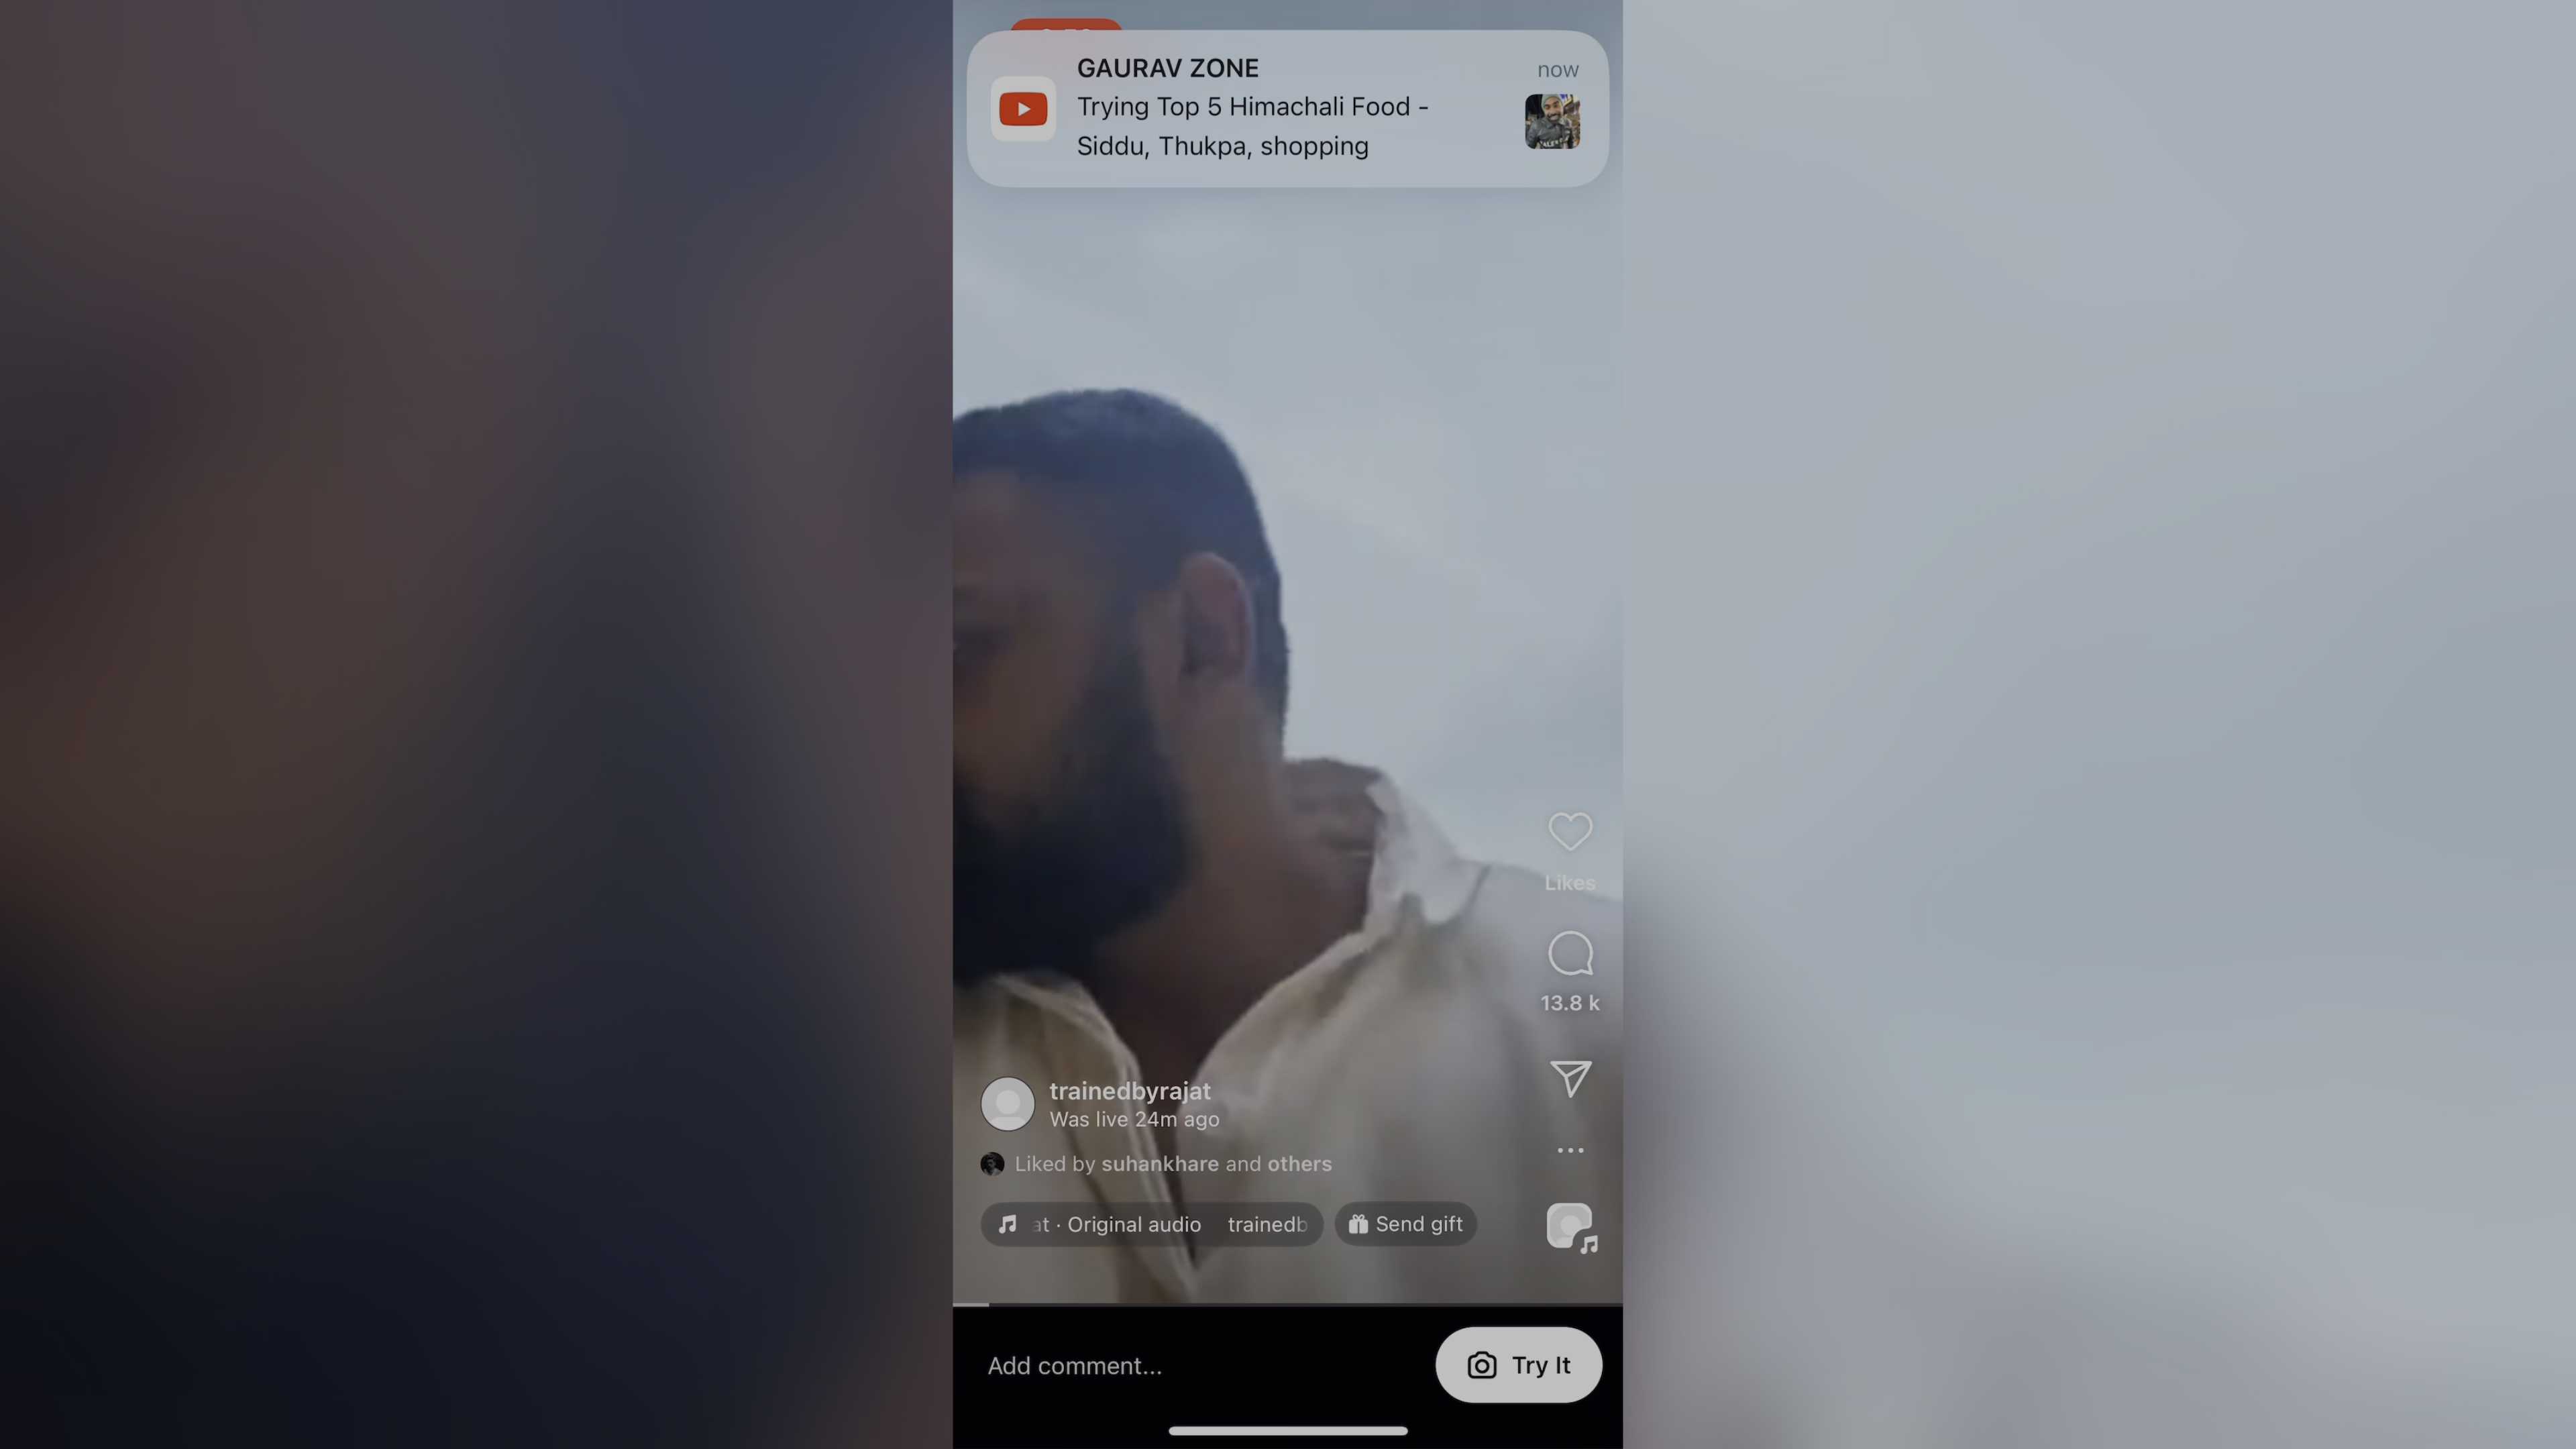 GAURAV ZONE
now
Trying Top 5 Himachali Food -
Siddu, Thukpa, shopping
Likes
13.8 k
trainedbyrajat
Was live 24m ago
Liked by suhankhare and others
at · Original audio trainedb
Send gift
Add comment...
Try It